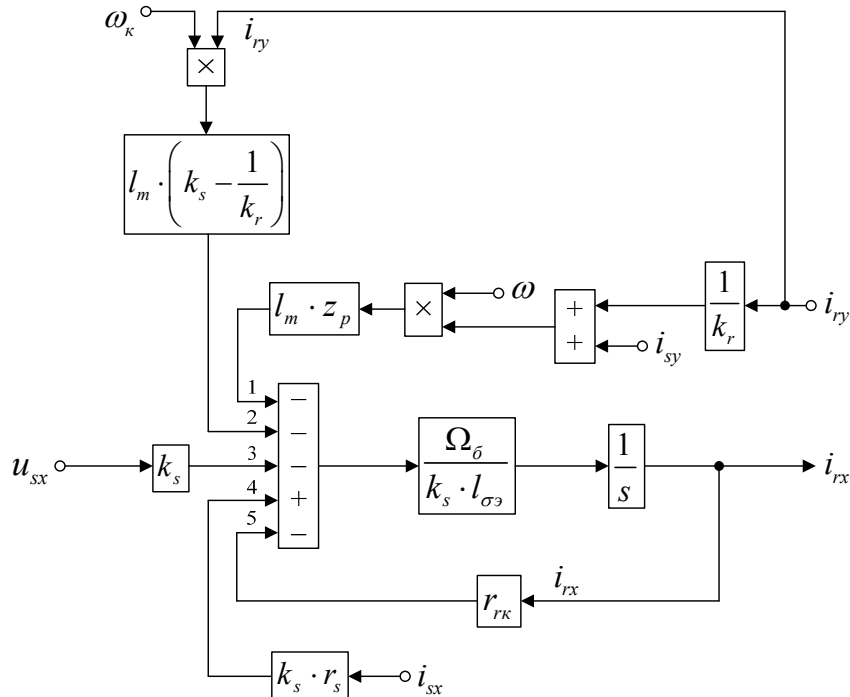 ω_к
i_ry
×
l_m · ( k_s − 1/k_r )
l_m · z_p
×
ω
+
+
i_sy
1/k_r
i_ry
1
2
3
4
5
−
−
−
+
−
u_sx
k_s
Ω_б / (k_s · l_σэ)
1/s
i_rx
r_rк
i_rx
k_s · r_s
i_sx